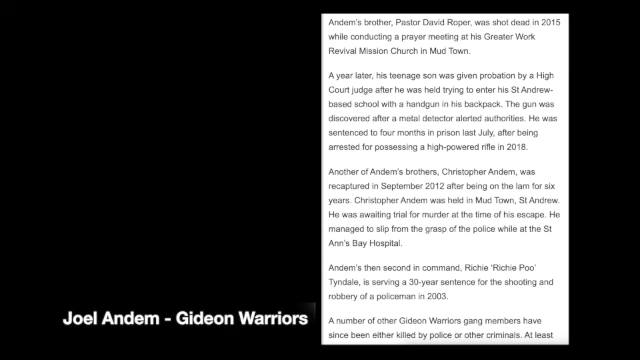 Andem's brother, Pastor David Roper, was shot dead in 2015
while conducting a prayer meeting at his Greater Work
Revival Mission Church in Mud Town.
A year later, his teenage son was given probation by a High
Court judge after he was held trying to enter his St Andrew-
based school with a handgun in his backpack. The gun was
discovered after a metal detector alerted authorities. He was
sentenced to four months in prison last July, after being
arrested for possessing a high-powered rifle in 2018.
Another of Andem's brothers, Christopher Andem, was
recaptured in September 2012 after being on the lam for six
years. Christopher Andem was held in Mud Town, St Andrew.
He was awaiting trial for murder at the time of his escape. He
managed to slip from the grasp of the police while at the St
Ann's Bay Hospital.
Andem's then second in command, Richie 'Richie Poo'
Tyndale, is serving a 30-year sentence for the shooting and
robbery of a policeman in 2003.
A number of other Gideon Warriors gang members have
since been either killed by police or other criminals. At least
Joel Andem - Gideon Warriors